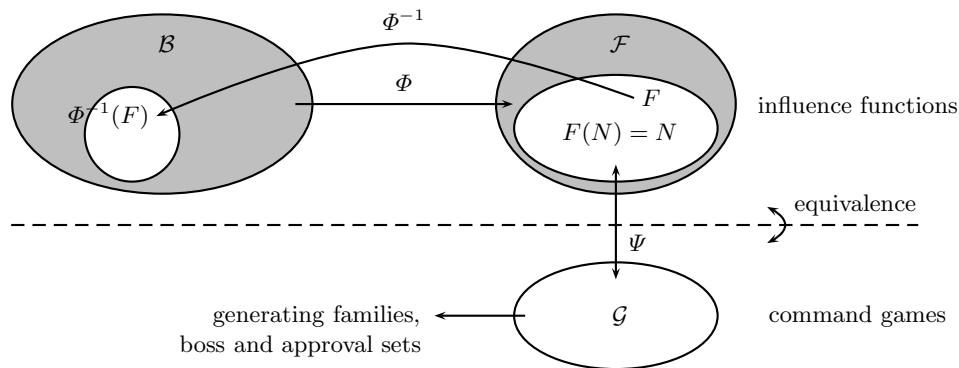 Φ⁻¹
ℬ
ℱ
Φ
Φ⁻¹(F)
F
influence functions
F(N) = N
equivalence
Ψ
generating families,
boss and approval sets
𝒢
command games